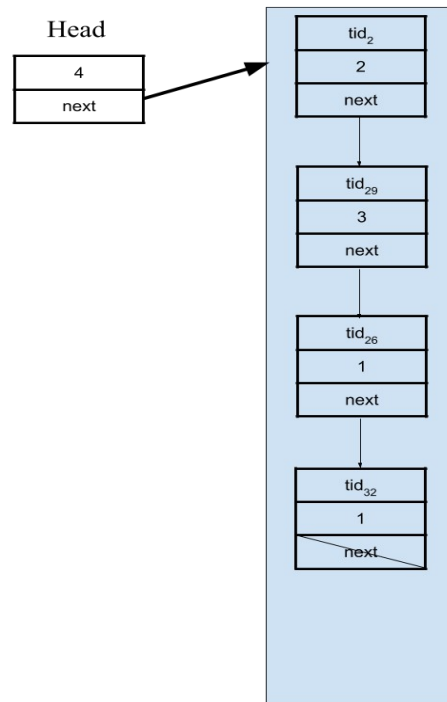 Head
4
next
tid₂
2
next
tid₂₉
3
next
tid₂₆
1
next
tid₃₂
1
next